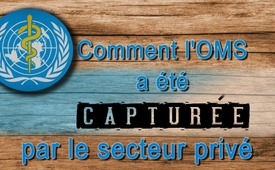 Comment l'OMS
a été
CAPTURÉE
par le secteur privé